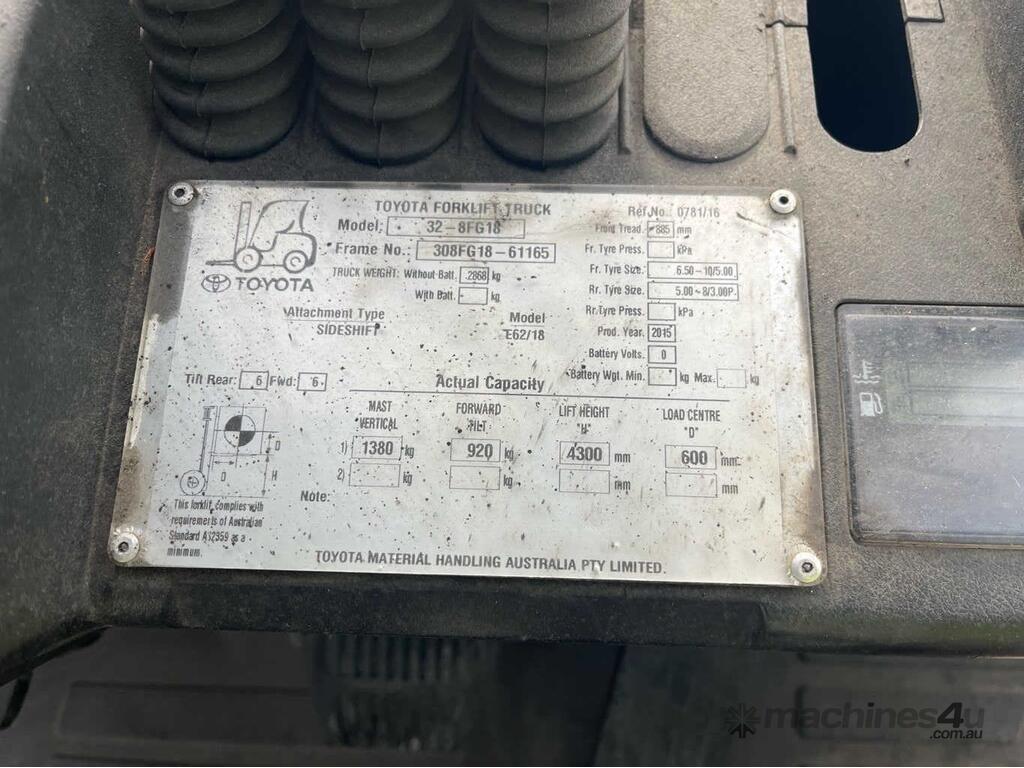 TOYOTA FORKLIFT TRUCK
Ref.No. 0781/16
Model. 32-8FG18
Front Tread. 885 mm
Frame No.: 308FG18-61165
Fr. Tyre Press. kPa
TRUCK WEIGHT: Without Batt. 2868 kg
Fr. Tyre Size. 6.50-10/5.00
With Batt. kg
Rr. Tyre Size. 5.00-8/3.00P
TOYOTA
Rr. Tyre Press. kPa
Attachment Type
Model
SIDESHIFT
E62/18
Prod. Year. 2015
Battery Volts. 0
Battery Wgt. Min. kg Max. kg
Tilt Rear: 6 Fwd: 6
Actual Capacity
MAST VERTICAL
FORWARD TILT
LIFT HEIGHT "H"
LOAD CENTRE "D"
1) 1380 kg 920 kg 4300 mm 600 mm
2) kg kg mm mm
D
D H
Note:
This forklift complies with
requirements of Australian
Standard AS2359 as a
minimum.
TOYOTA MATERIAL HANDLING AUSTRALIA PTY LIMITED.
machines4u
.com.au